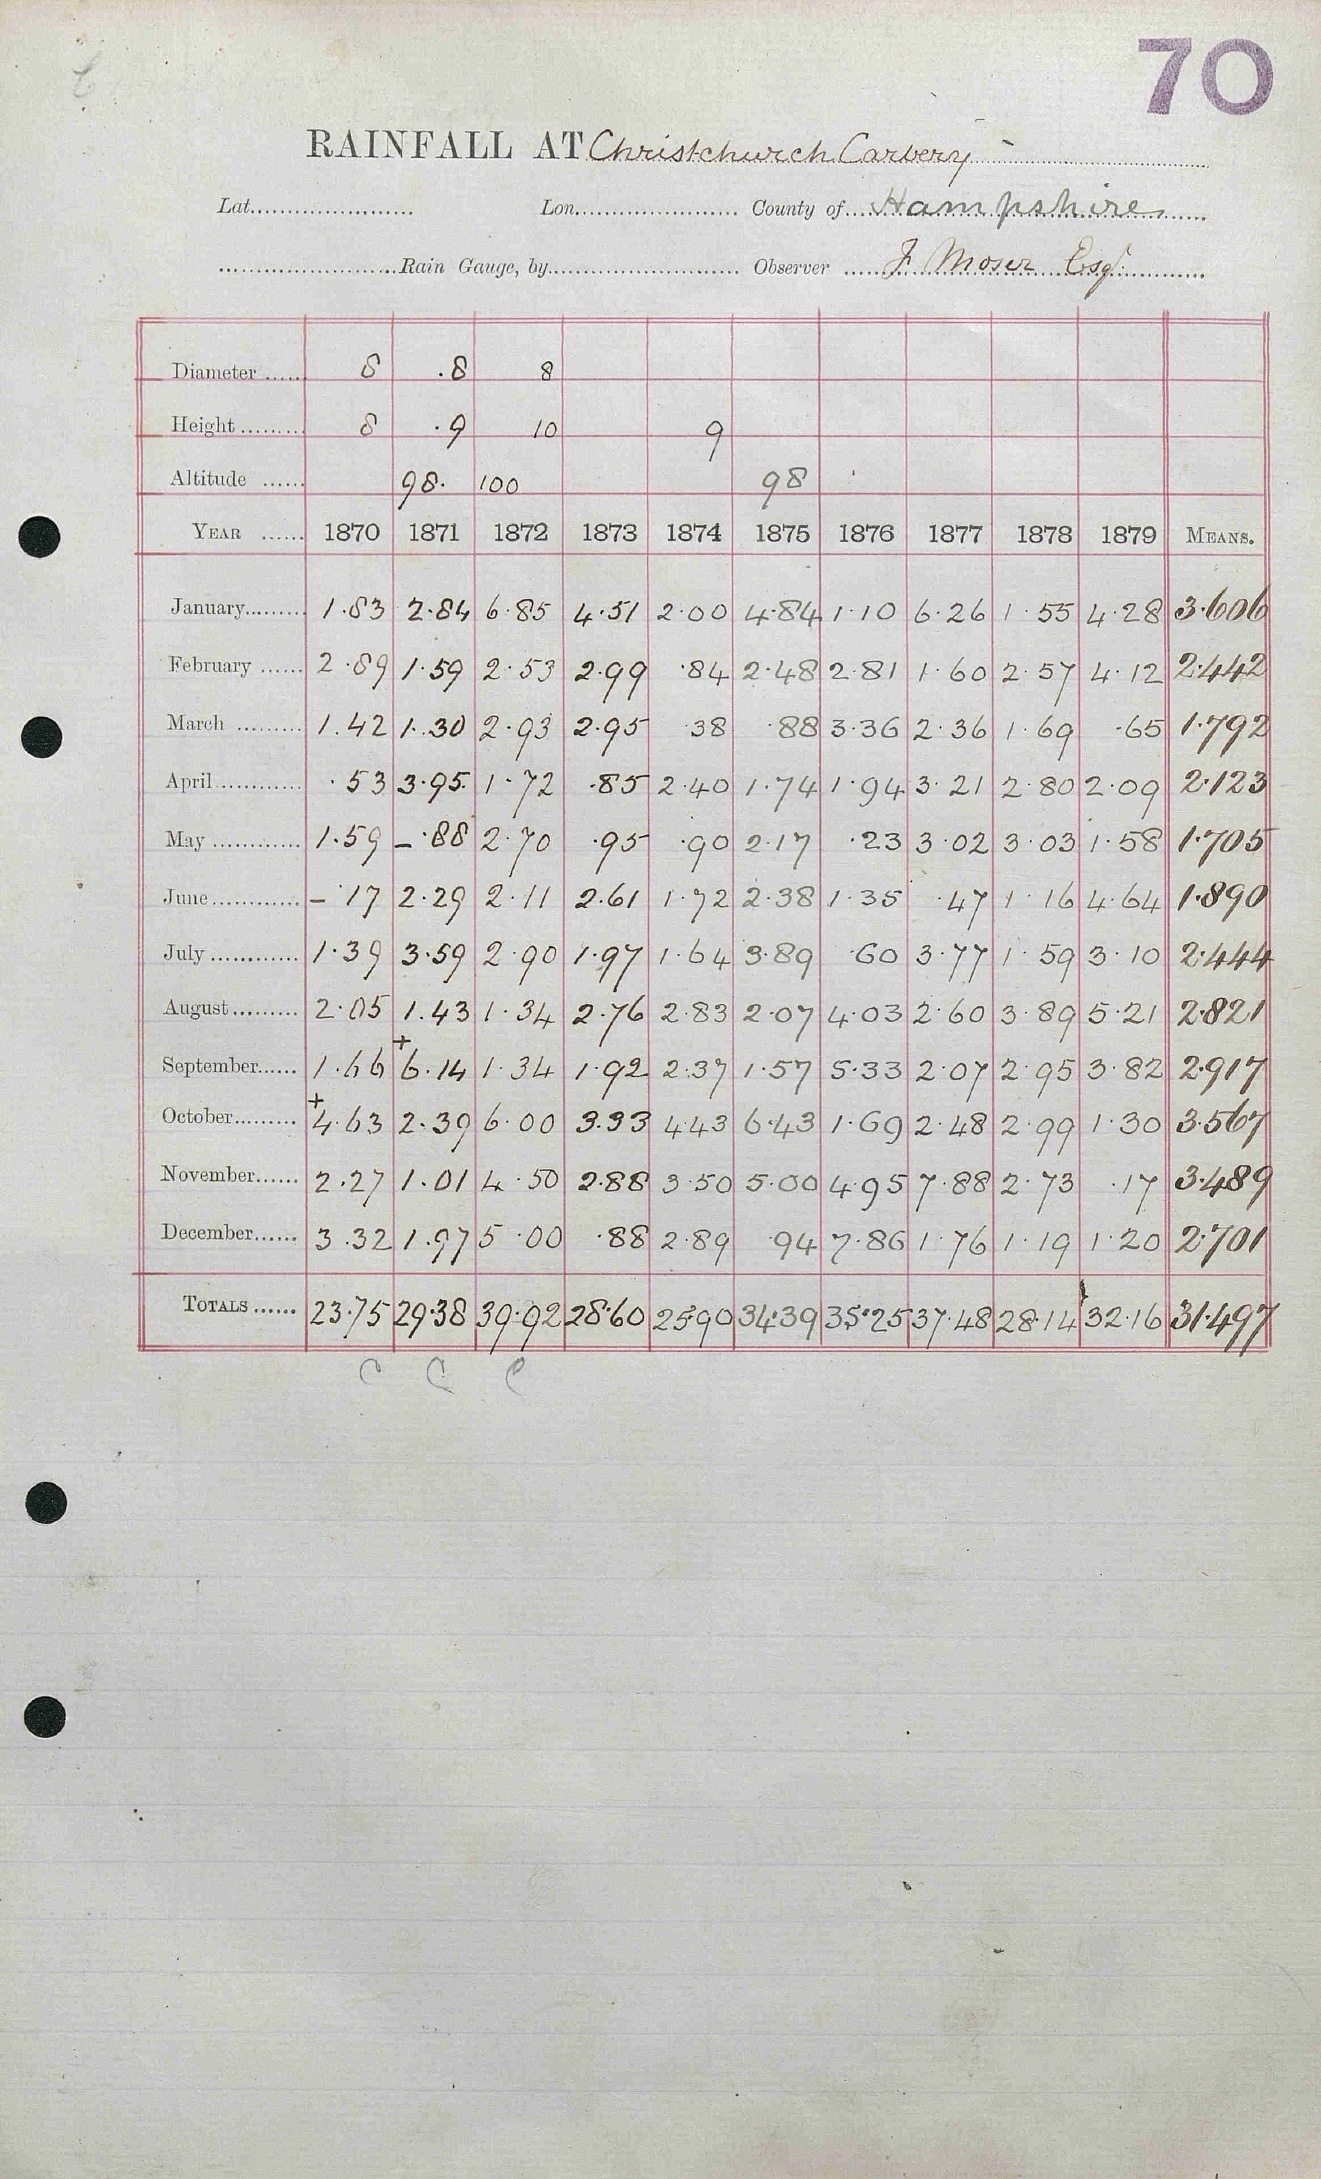 70
RAINFALL AT Christchurch Carbery
Lat. Lon. County of Hampshire
Rain Gauge, by Observer J Moser Esqr.
Diameter 8 .8 8
Height 8 .9 10 9
Altitude 98. 100 98
YEAR 1870 1871 1872 1873 1874 1875 1876 1877 1878 1879 MEANS.
January 1.83 2.84 6.85 4.51 2.00 4.84 1.10 6.26 1.55 4.28 3.606
February 2.89 1.59 2.53 2.99 .84 2.48 2.81 1.60 2.57 4.12 2.442
March 1.42 1.30 2.93 2.95 .38 .88 3.36 2.36 1.69 .65 1.792
April .53 3.95 1.72 .85 2.40 1.74 1.94 3.21 2.80 2.09 2.123
May 1.59 - .88 2.70 .95 .90 2.17 .23 3.02 3.03 1.58 1.705
June - .17 2.29 2.11 2.61 1.72 2.38 1.35 .47 1.16 4.64 1.890
July 1.39 3.59 2.90 1.97 1.64 3.89 .60 3.77 1.59 3.10 2.444
August 2.05 1.43 1.34 2.76 2.83 2.07 4.03 2.60 3.89 5.21 2.821
September 1.66 + 6.14 1.34 1.92 2.37 1.57 5.33 2.07 2.95 3.82 2.917
October + 4.63 2.39 6.00 3.33 4.43 6.43 1.69 2.48 2.99 1.30 3.567
November 2.27 1.01 4.50 2.88 3.50 5.00 4.95 7.88 2.73 .17 3.489
December 3.32 1.97 5.00 .88 2.89 .94 7.86 1.76 1.19 1.20 2.701
TOTALS 23.75 29.38 39.92 28.60 25.90 34.39 35.25 37.48 28.14 32.16 31.497
C C C